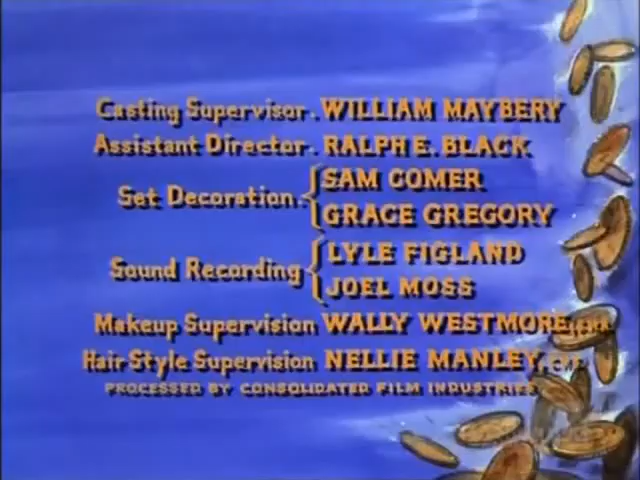 Casting Supervisor. WILLIAM MAYBERY
Assistant Director. RALPH E. BLACK
Set Decoration. { SAM COMER
GRACE GREGORY
Sound Recording { LYLE FIGLAND
JOEL MOSS
Makeup Supervision WALLY WESTMORE,
Hair Style Supervision NELLIE MANLEY,
PROCESSED BY CONSOLIDATED FILM INDUSTRIES